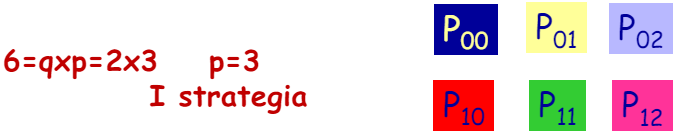 6=qxp=2x3 p=3
I strategia
P00 P01 P02
P10 P11 P12